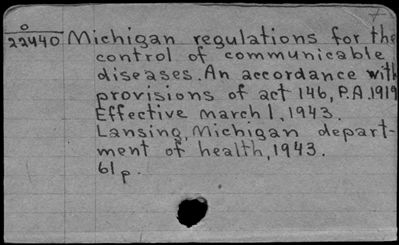 o
22440 Michigan regulations for the
control of communicable
diseases. An accordance with
provisions of act 146, P.A. 1919
Effective march 1, 1943.
Lansing, Michigan depart-
ment of health, 1943.
61 p.